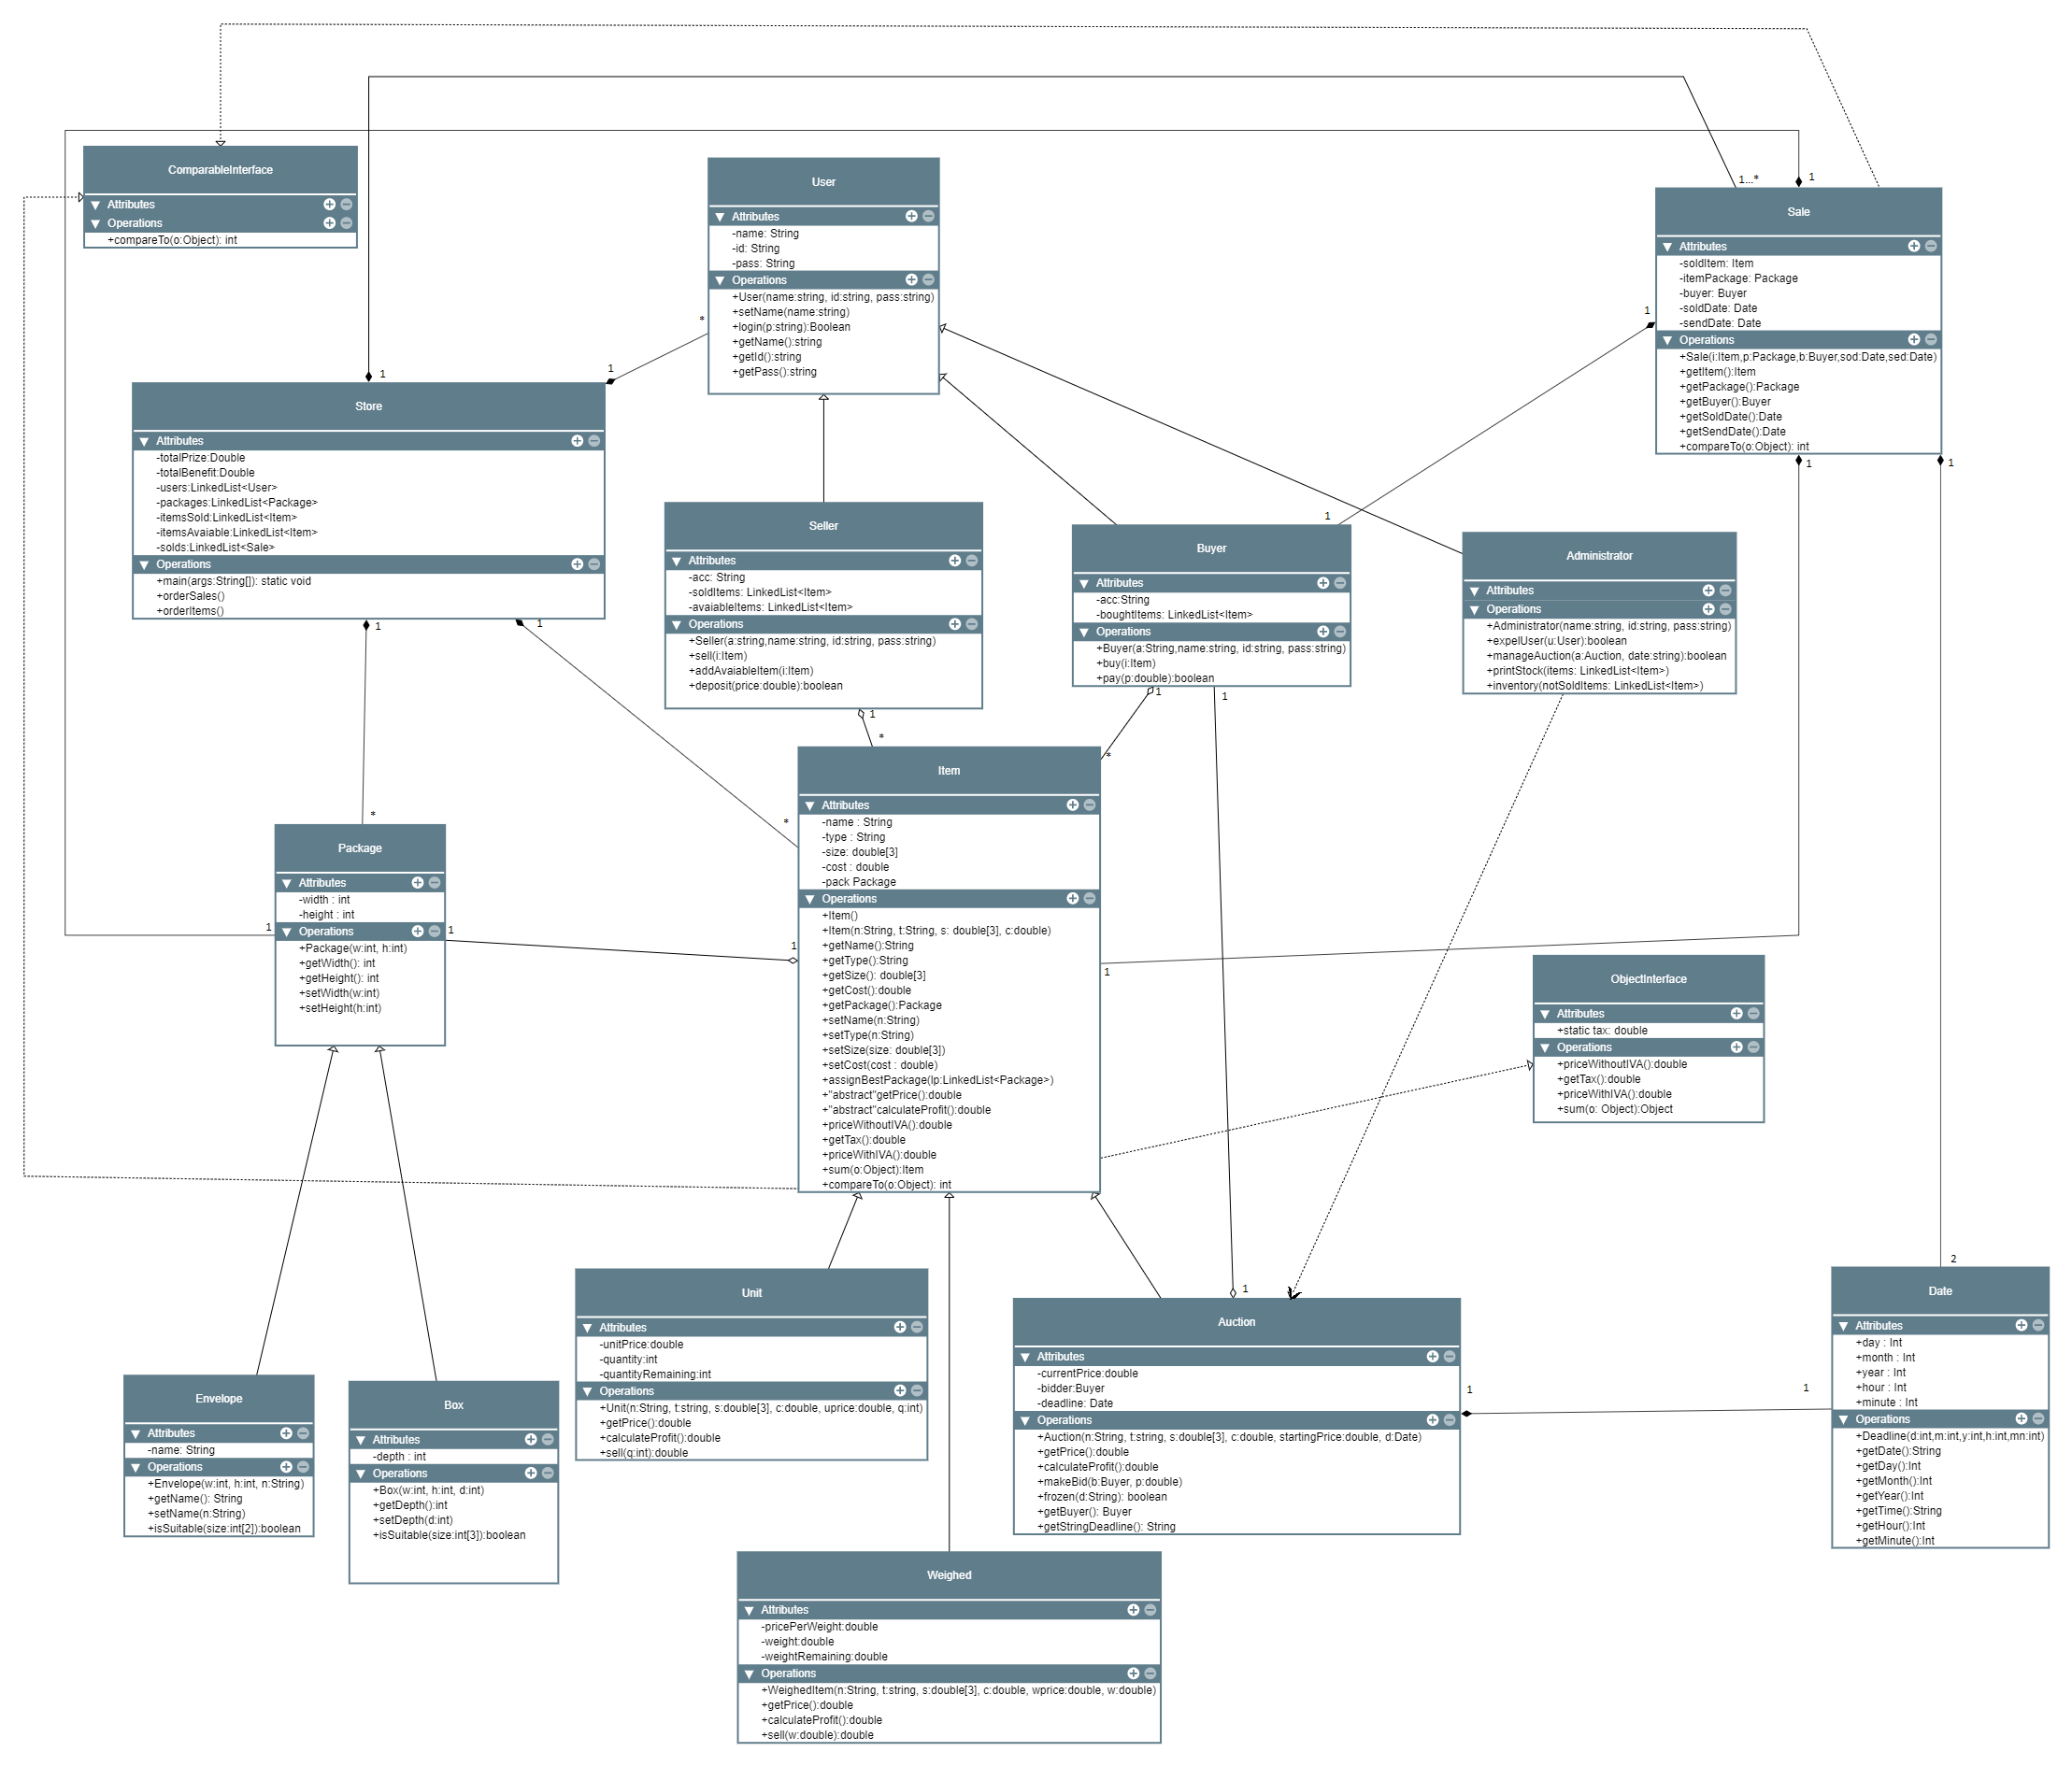 ComparableInterface
Attributes
Operations
+compareTo(o:Object): int
User
Attributes
-name: String
-id: String
-pass: String
Operations
+User(name:string, id:string, pass:string)
+setName(name:string)
+login(p:string):Boolean
+getName():string
+getId():string
+getPass():string
1...*
1
Sale
Attributes
-soldItem: Item
-itemPackage: Package
-buyer: Buyer
-soldDate: Date
-sendDate: Date
Operations
+Sale(i:Item,p:Package,b:Buyer,sod:Date,sed:Date)
+getItem():Item
+getPackage():Package
+getBuyer():Buyer
+getSoldDate():Date
+getSendDate():Date
+compareTo(o:Object): int
1
1
1
*
1
1
Store
Attributes
-totalPrize:Double
-totalBenefit:Double
-users:LinkedList<User>
-packages:LinkedList<Package>
-itemsSold:LinkedList<Item>
-itemsAvaiable:LinkedList<Item>
-solds:LinkedList<Sale>
Operations
+main(args:String[]): static void
+orderSales()
+orderItems()
1
1
Seller
Attributes
-acc: String
-soldItems: LinkedList<Item>
-avaiableItems: LinkedList<Item>
Operations
+Seller(a:string,name:string, id:string, pass:string)
+sell(i:Item)
+addAvaiableItem(i:Item)
+deposit(price:double):boolean
1
*
1
Buyer
Attributes
-acc:String
-boughtItems: LinkedList<Item>
Operations
+Buyer(a:String,name:string, id:string, pass:string)
+buy(i:Item)
+pay(p:double):boolean
1
1
*
Administrator
Attributes
Operations
+Administrator(name:string, id:string, pass:string)
+expelUser(u:User):boolean
+manageAuction(a:Auction, date:string):boolean
+printStock(items: LinkedList<Item>)
+inventory(notSoldItems: LinkedList<Item>)
*
*
Package
Attributes
-width : int
-height : int
Operations
+Package(w:int, h:int)
+getWidth(): int
+getHeight(): int
+setWidth(w:int)
+setHeight(h:int)
1
1
1
Item
Attributes
-name : String
-type : String
-size: double[3]
-cost : double
-pack Package
Operations
+Item()
+Item(n:String, t:String, s: double[3], c:double)
+getName():String
+getType():String
+getSize(): double[3]
+getCost():double
+getPackage():Package
+setName(n:String)
+setType(n:String)
+setSize(size: double[3])
+setCost(cost : double)
+assignBestPackage(lp:LinkedList<Package>)
+"abstract"getPrice():double
+"abstract"calculateProfit():double
+priceWithoutIVA():double
+getTax():double
+priceWithIVA():double
+sum(o:Object):Item
+compareTo(o:Object): int
1
ObjectInterface
Attributes
+static tax: double
Operations
+priceWithoutIVA():double
+getTax():double
+priceWithIVA():double
+sum(o: Object):Object
Unit
Attributes
-unitPrice:double
-quantity:int
-quantityRemaining:int
Operations
+Unit(n:String, t:string, s:double[3], c:double, uprice:double, q:int)
+getPrice():double
+calculateProfit():double
+sell(q:int):double
1
Auction
Attributes
-currentPrice:double
-bidder:Buyer
-deadline: Date
Operations
+Auction(n:String, t:string, s:double[3], c:double, startingPrice:double, d:Date)
+getPrice():double
+calculateProfit():double
+makeBid(b:Buyer, p:double)
+frozen(d:String): boolean
+getBuyer(): Buyer
+getStringDeadline(): String
1
1
2
Date
Attributes
+day : Int
+month : Int
+year : Int
+hour : Int
+minute : Int
Operations
+Deadline(d:int,m:int,y:int,h:int,mn:int)
+getDate():String
+getDay():Int
+getMonth():Int
+getYear():Int
+getTime():String
+getHour():Int
+getMinute():Int
Envelope
Attributes
-name: String
Operations
+Envelope(w:int, h:int, n:String)
+getName(): String
+setName(n:String)
+isSuitable(size:int[2]):boolean
Box
Attributes
-depth : int
Operations
+Box(w:int, h:int, d:int)
+getDepth():int
+setDepth(d:int)
+isSuitable(size:int[3]):boolean
Weighed
Attributes
-pricePerWeight:double
-weight:double
-weightRemaining:double
Operations
+WeighedItem(n:String, t:string, s:double[3], c:double, wprice:double, w:double)
+getPrice():double
+calculateProfit():double
+sell(w:double):double